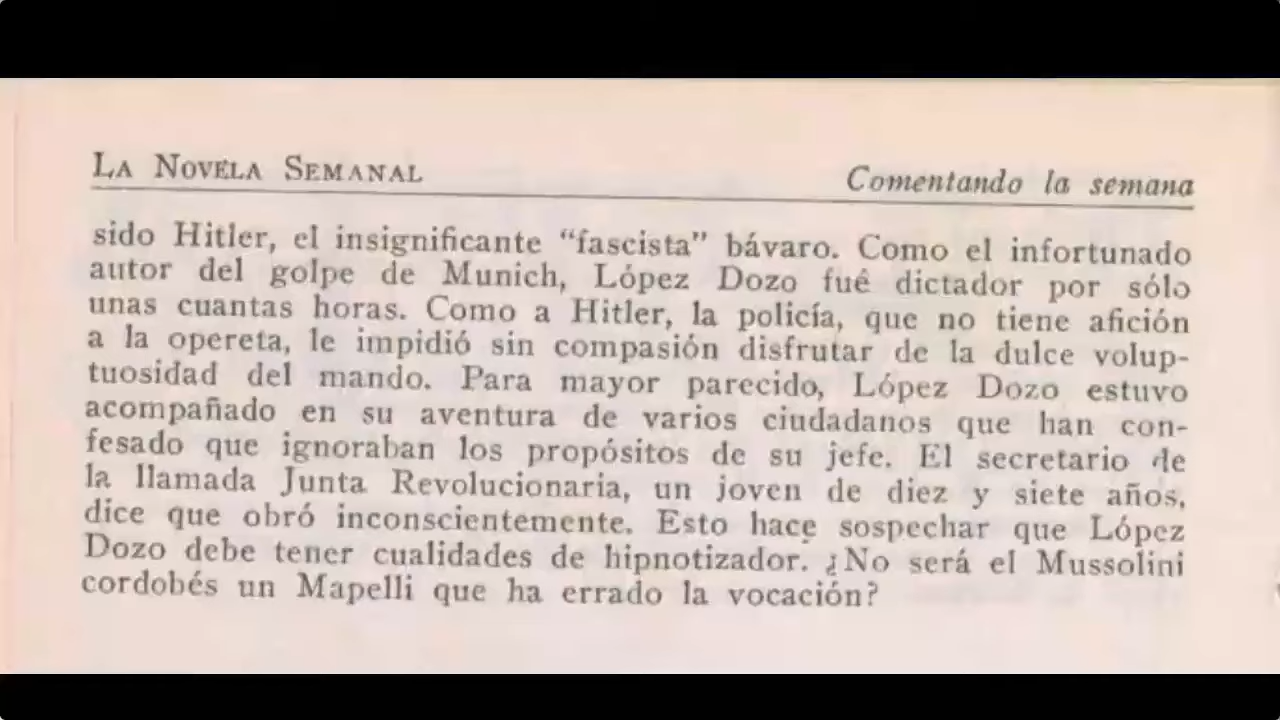 LA NOVELA SEMANAL
Comentando la semana
sido Hitler, el insignificante “fascista” bávaro. Como el infortunado
autor del golpe de Munich, López Dozo fué dictador por sólo
unas cuantas horas. Como a Hitler, la policía, que no tiene afición
a la opereta, le impidió sin compasión disfrutar de la dulce volup-
tuosidad del mando. Para mayor parecido, López Dozo estuvo
acompañado en su aventura de varios ciudadanos que han con-
fesado que ignoraban los propósitos de su jefe. El secretario de
la llamada Junta Revolucionaria, un joven de diez y siete años,
dice que obró inconscientemente. Esto hace sospechar que López
Dozo debe tener cualidades de hipnotizador. ¿No será el Mussolini
cordobés un Mapelli que ha errado la vocación?